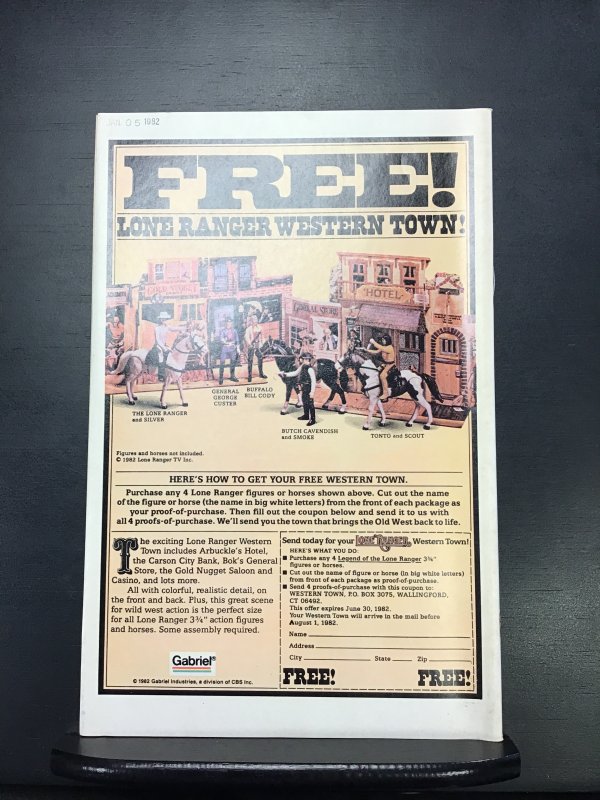 JAN 05 1982
FREE!
LONE RANGER WESTERN TOWN!
GOLD NUGGET
GENERAL STORE
HOTEL
THE LONE RANGER
and SILVER
GENERAL
GEORGE
CUSTER
BUFFALO
BILL CODY
BUTCH CAVENDISH
and SMOKE
TONTO and SCOUT
Figures and horses not included.
© 1982 Lone Ranger TV Inc.
HERE'S HOW TO GET YOUR FREE WESTERN TOWN.
Purchase any 4 Lone Ranger figures or horses shown above. Cut out the name
of the figure or horse (the name in big white letters) from the front of each package as
your proof-of-purchase. Then fill out the coupon below and send it to us with
all 4 proofs-of-purchase. We'll send you the town that brings the Old West back to life.
The exciting Lone Ranger Western
Town includes Arbuckle's Hotel,
the Carson City Bank, Bok's General
Store, the Gold Nugget Saloon and
Casino, and lots more.
All with colorful, realistic detail, on
the front and back. Plus, this great scene
for wild west action is the perfect size
for all Lone Ranger 3¾" action figures
and horses. Some assembly required.
Gabriel®
© 1982 Gabriel Industries, a division of CBS Inc.
Send today for your LONE RANGER Western Town!
HERE'S WHAT YOU DO:
■ Purchase any 4 Legend of the Lone Ranger 3¾"
figures or horses.
■ Cut out name of figure or horse (in big white letters)
from front of each package as proof-of-purchase.
■ Send 4 proofs-of-purchase with this coupon to:
WESTERN TOWN, P.O. BOX 3075, WALLINGFORD,
CT 06492.
This offer expires June 30, 1982.
Your Western Town will arrive in the mail before
August 1, 1982.
Name
Address
City State Zip
FREE! FREE!